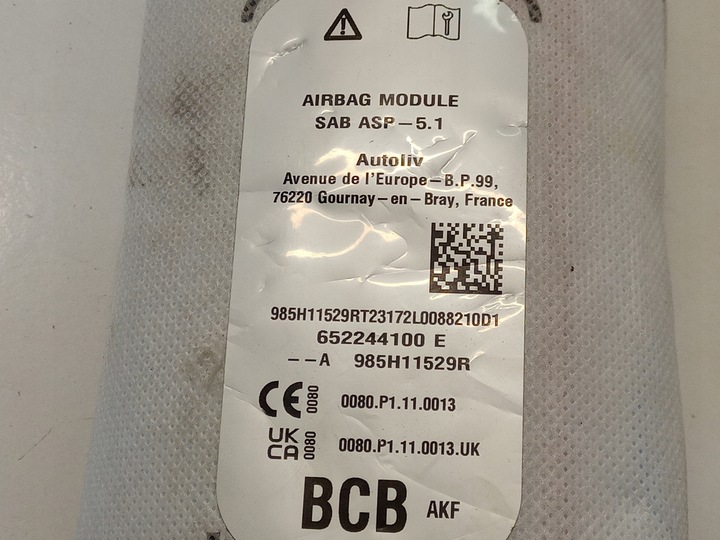 AIRBAG MODULE
SAB ASP-5.1
Autoliv
Avenue de l'Europe-B.P.99,
76220 Gournay-en-Bray, France
985H11529RT23172L0088210D1
652244100 E
--A 985H11529R
CE 0080 0080.P1.11.0013
UK CA 0080 0080.P1.11.0013.UK
BCB AKF